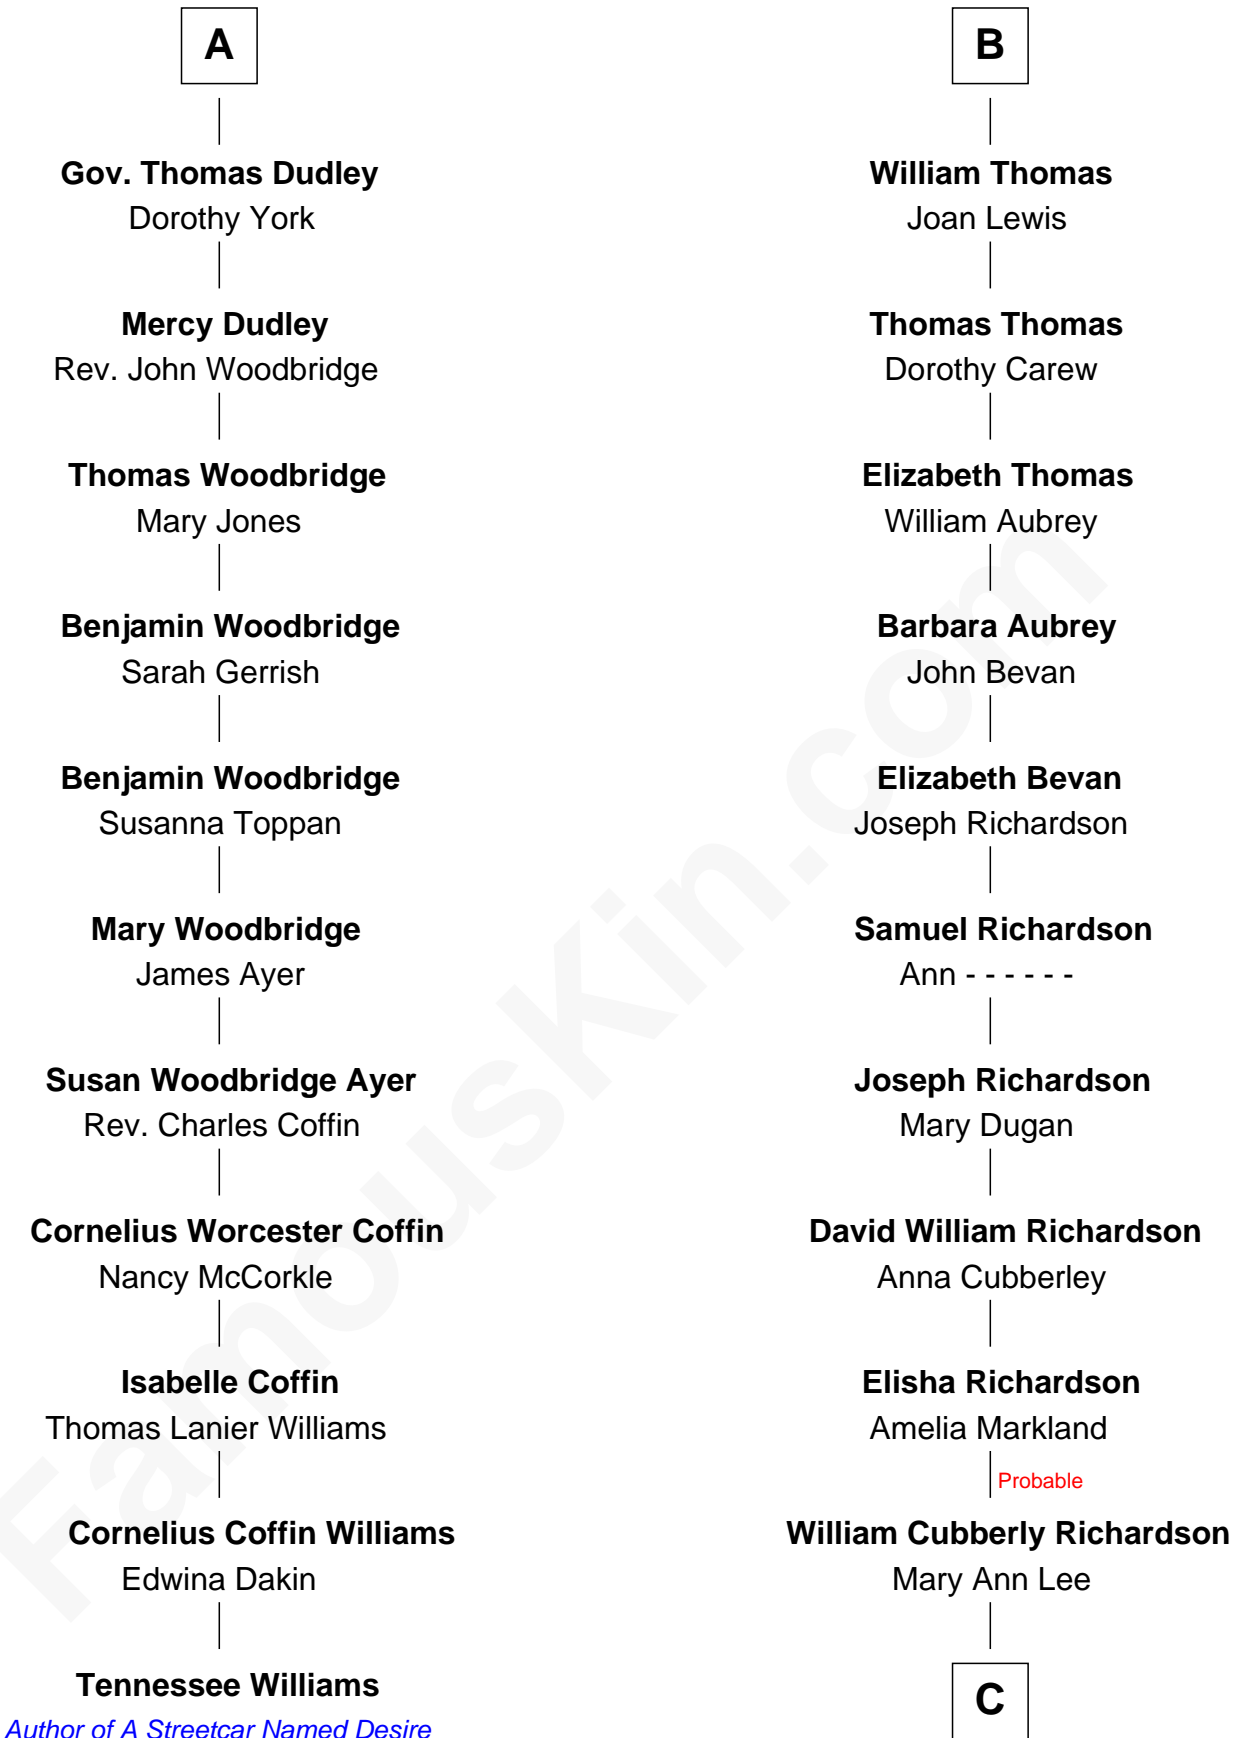 A
Gov. Thomas Dudley
Dorothy York
Mercy Dudley
Rev. John Woodbridge
Thomas Woodbridge
Mary Jones
Benjamin Woodbridge
Sarah Gerrish
Benjamin Woodbridge
Susanna Toppan
Mary Woodbridge
James Ayer
Susan Woodbridge Ayer
Rev. Charles Coffin
Cornelius Worcester Coffin
Nancy McCorkle
Isabelle Coffin
Thomas Lanier Williams
Cornelius Coffin Williams
Edwina Dakin
Tennessee Williams
Author of A Streetcar Named Desire
B
William Thomas
Joan Lewis
Thomas Thomas
Dorothy Carew
Elizabeth Thomas
William Aubrey
Barbara Aubrey
John Bevan
Elizabeth Bevan
Joseph Richardson
Samuel Richardson
Ann - - - - - -
Joseph Richardson
Mary Dugan
David William Richardson
Anna Cubberley
Elisha Richardson
Amelia Markland
Probable
William Cubberly Richardson
Mary Ann Lee
C
FamousKin.com